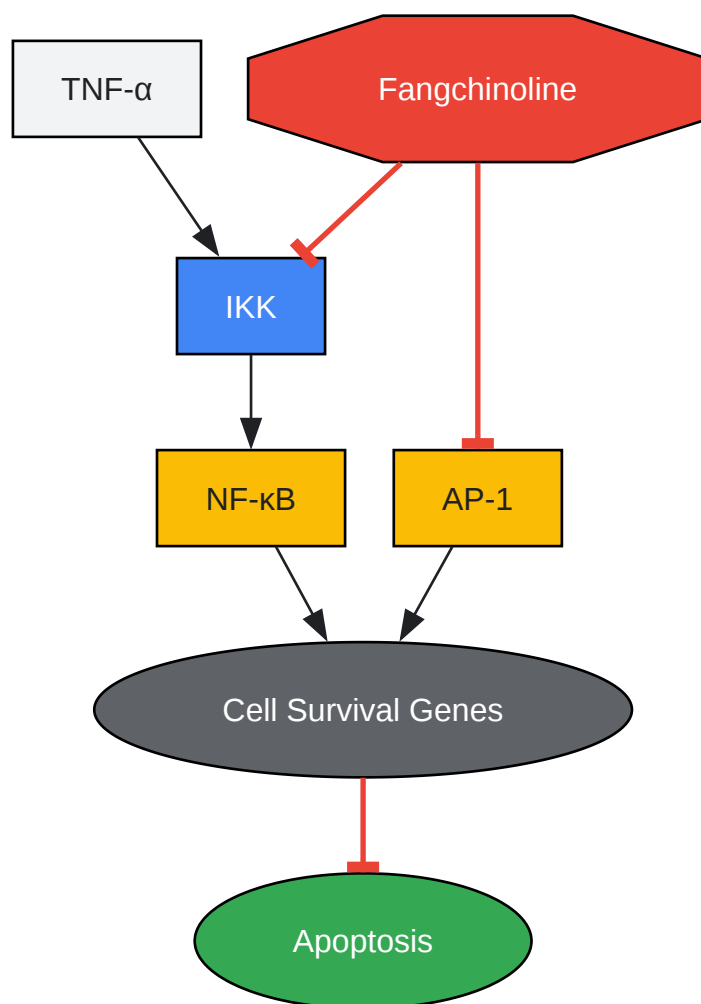 TNF-α
Fangchinoline
IKK
NF-κB
AP-1
Cell Survival Genes
Apoptosis